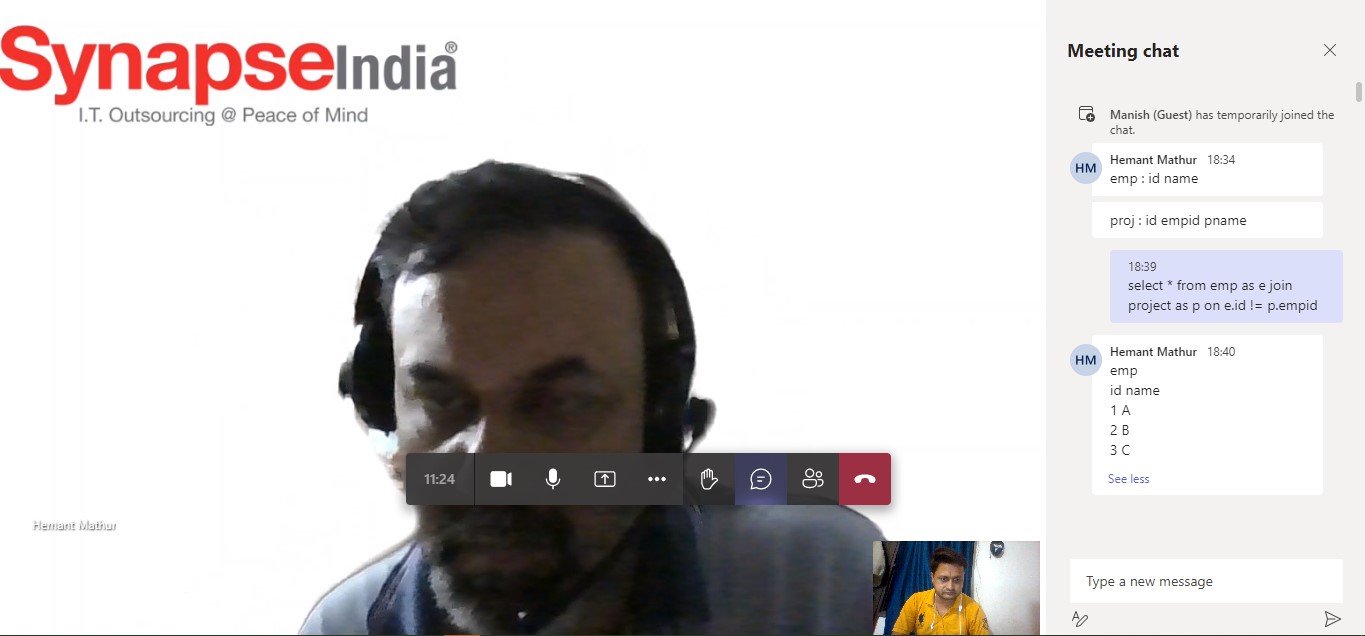 SynapseIndia®
I.T. Outsourcing @ Peace of Mind
Meeting chat
Manish (Guest) has temporarily joined the
chat.
HM
Hemant Mathur 18:34
emp : id name
proj : id empid pname
18:39
select * from emp as e join
project as p on e.id != p.empid
HM
Hemant Mathur 18:40
emp
id name
1 A
2 B
3 C
See less
11:24
Hemant Mathur
Type a new message